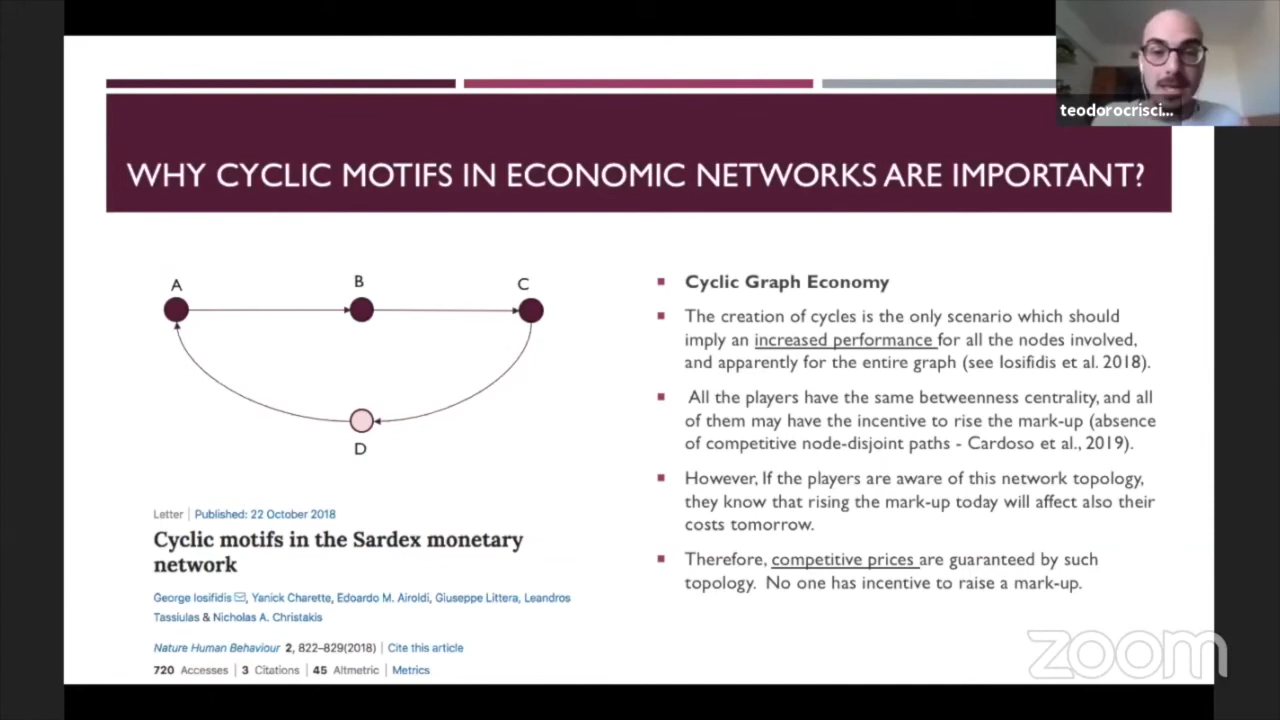 teodorocrisci...
WHY CYCLIC MOTIFS IN ECONOMIC NETWORKS ARE IMPORTANT?
A
B
C
D
Letter | Published: 22 October 2018
Cyclic motifs in the Sardex monetary
network
George Iosifidis, Yanick Charette, Edoardo M. Airoldi, Giuseppe Littera, Leandros
Tassiulas & Nicholas A. Christakis
Nature Human Behaviour 2, 822–829(2018) | Cite this article
720 Accesses | 3 Citations | 45 Altmetric | Metrics
Cyclic Graph Economy
The creation of cycles is the only scenario which should
imply an increased performance for all the nodes involved,
and apparently for the entire graph (see Iosifidis et al. 2018).
All the players have the same betweenness centrality, and all
of them may have the incentive to rise the mark-up (absence
of competitive node-disjoint paths - Cardoso et al., 2019).
However, If the players are aware of this network topology,
they know that rising the mark-up today will affect also their
costs tomorrow.
Therefore, competitive prices are guaranteed by such
topology. No one has incentive to raise a mark-up.
zoom